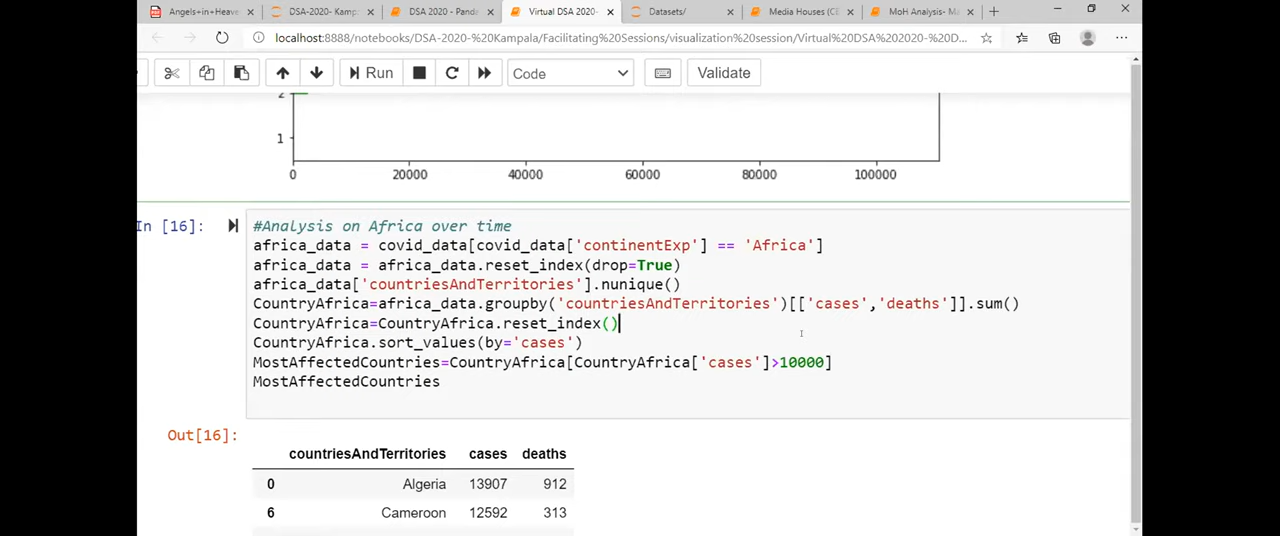 Angels+in+Heave
DSA-2020- Kampa
DSA 2020 - Panda
Virtual DSA 2020-
Datasets/
Media Houses (CE
MoH Analysis- Ma
localhost:8888/notebooks/DSA-2020-%20Kampala/Facilitating%20Sessions/visualization%20session/Virtual%20DSA%202020-%20D...
Run
Code
Validate
2
1
0 20000 40000 60000 80000 100000
In [16]:
#Analysis on Africa over time
africa_data = covid_data[covid_data['continentExp'] == 'Africa']
africa_data = africa_data.reset_index(drop=True)
africa_data['countriesAndTerritories'].nunique()
CountryAfrica=africa_data.groupby('countriesAndTerritories')[['cases','deaths']].sum()
CountryAfrica=CountryAfrica.reset_index()
CountryAfrica.sort_values(by='cases')
MostAffectedCountries=CountryAfrica[CountryAfrica['cases']>10000]
MostAffectedCountries
Out[16]:
countriesAndTerritories cases deaths
0 Algeria 13907 912
6 Cameroon 12592 313